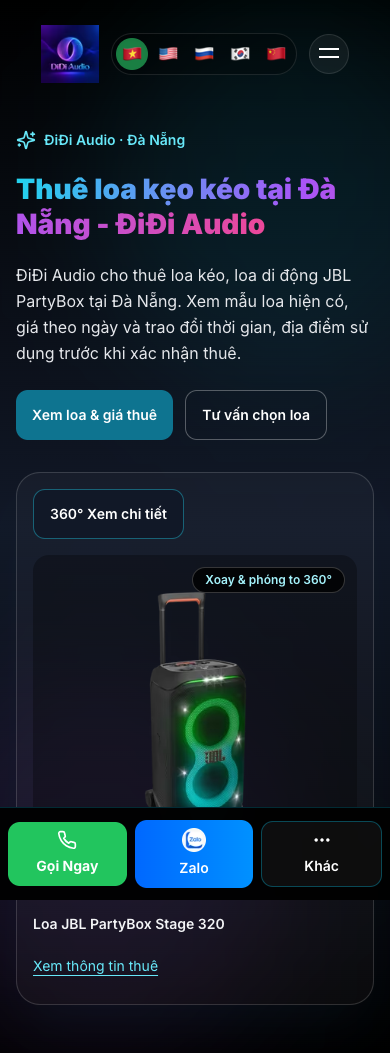 DiDi Audio
ĐiĐi Audio · Đà Nẵng
Thuê loa kẹo kéo tại Đà
Nẵng - ĐiĐi Audio
ĐiĐi Audio cho thuê loa kéo, loa di động JBL
PartyBox tại Đà Nẵng. Xem mẫu loa hiện có,
giá theo ngày và trao đổi thời gian, địa điểm sử
dụng trước khi xác nhận thuê.
Xem loa & giá thuê
Tư vấn chọn loa
360° Xem chi tiết
Xoay & phóng to 360°
Gọi Ngay
Zalo
Zalo
Khác
Loa JBL PartyBox Stage 320
Xem thông tin thuê